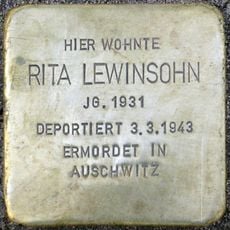 HIER WOHNTE
RITA LEWINSOHN
JG. 1931
DEPORTIERT 3.3.1943
ERMORDET IN
AUSCHWITZ